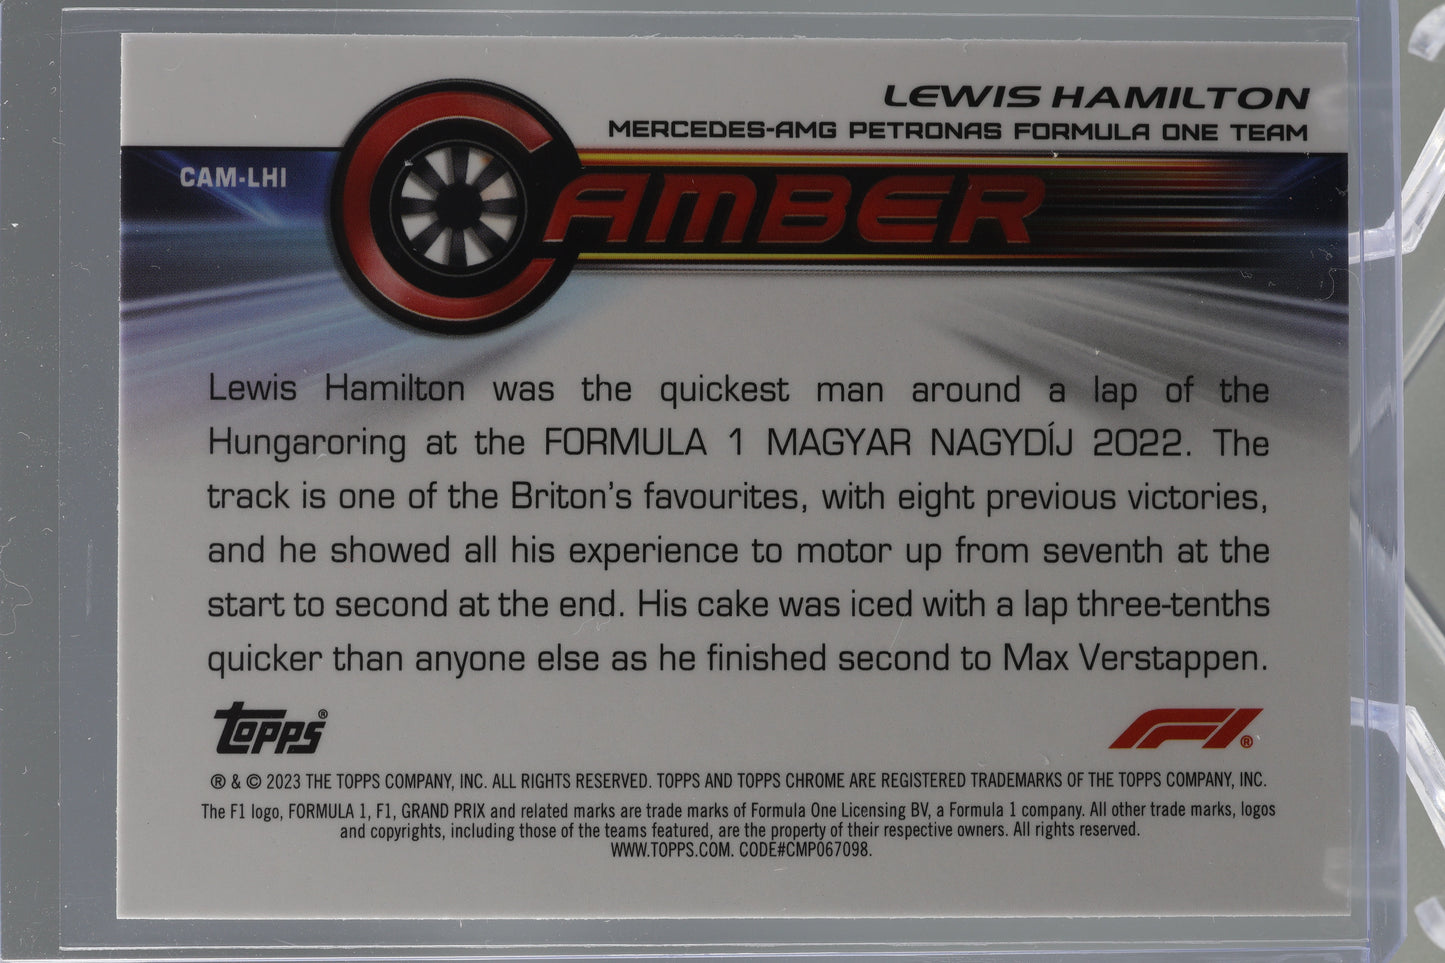 LEWIS HAMILTON
MERCEDES-AMG PETRONAS FORMULA ONE TEAM
CAM-LHI
CAMBER
Lewis Hamilton was the quickest man around a lap of the
Hungaroring at the FORMULA 1 MAGYAR NAGYDÍJ 2022. The
track is one of the Briton's favourites, with eight previous victories,
and he showed all his experience to motor up from seventh at the
start to second at the end. His cake was iced with a lap three-tenths
quicker than anyone else as he finished second to Max Verstappen.
TOPPS®
F1®
® & © 2023 THE TOPPS COMPANY, INC. ALL RIGHTS RESERVED. TOPPS AND TOPPS CHROME ARE REGISTERED TRADEMARKS OF THE TOPPS COMPANY, INC.
The F1 logo, FORMULA 1, F1, GRAND PRIX and related marks are trade marks of Formula One Licensing BV, a Formula 1 company. All other trade marks, logos
and copyrights, including those of the teams featured, are the property of their respective owners. All rights reserved.
WWW.TOPPS.COM. CODE#CMP067098.